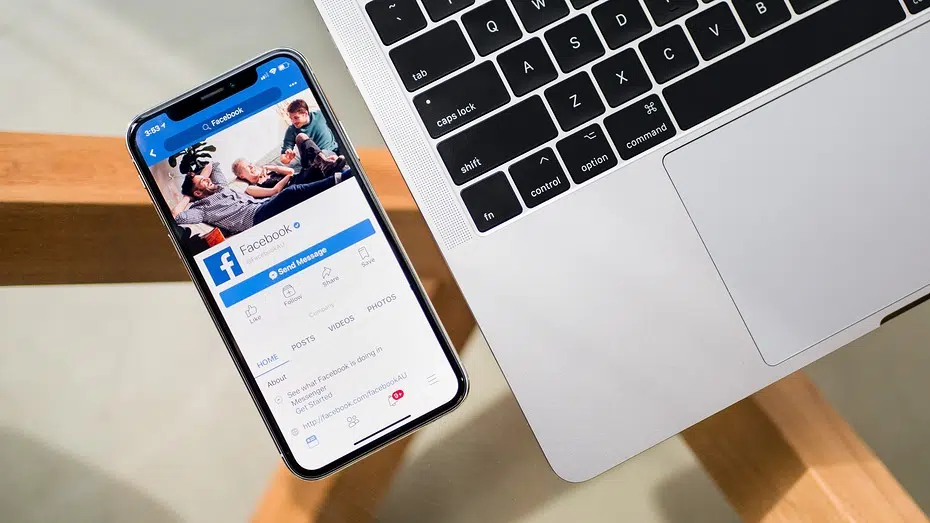 3:53
Facebook
Facebook
@FacebookAU
Send Message
Like
Follow
Share
Save
Company
HOME
POSTS
VIDEOS
PHOTOS
About
See what Facebook is doing in
Messenger
Get Started
http://facebook.com/facebookAU
9+
~
`
Q
W
tab
A
S
D
caps lock
Z
X
C
V
B
shift
fn
control
option
command